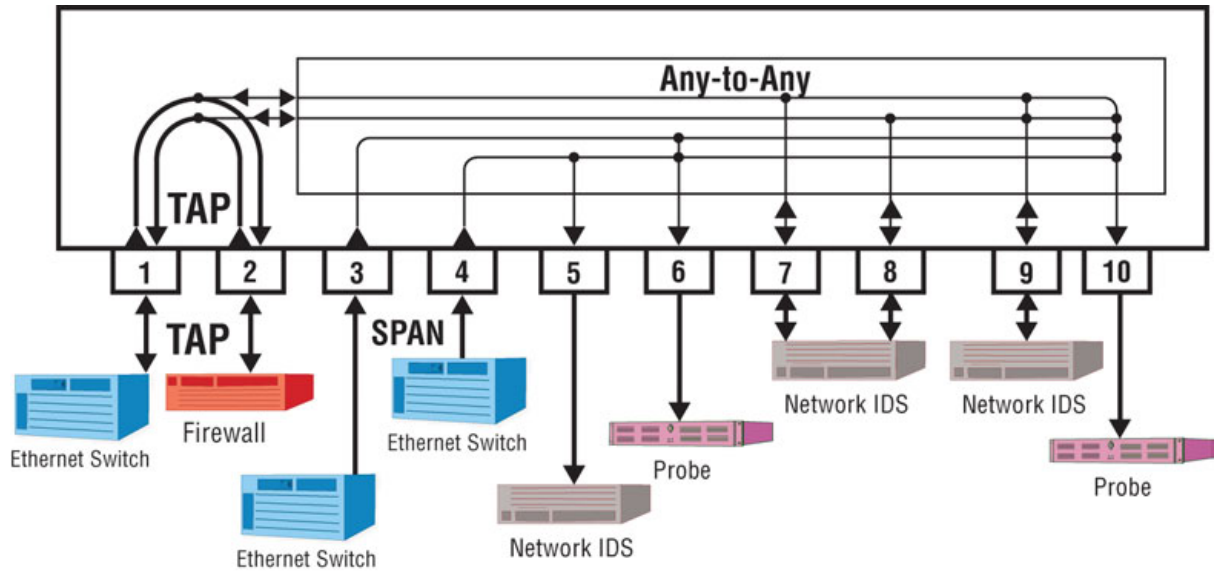 Any-to-Any
TAP
1 2 3 4 5 6 7 8 9 10
TAP
SPAN
Ethernet Switch
Firewall
Ethernet Switch
Ethernet Switch
Network IDS
Probe
Network IDS
Network IDS
Probe